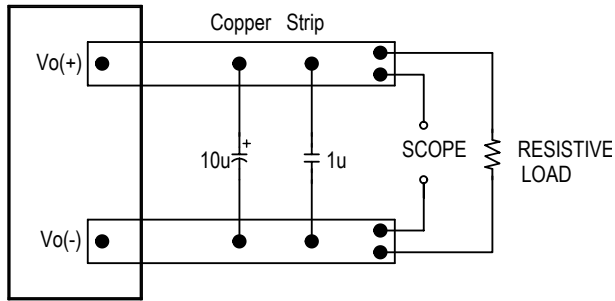 Copper Strip
Vo(+)
+
10u
1u
SCOPE
RESISTIVE
LOAD
Vo(-)